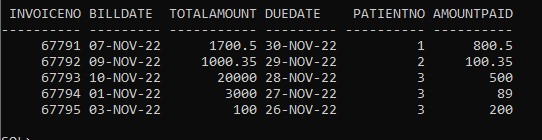 INVOICENO BILLDATE TOTALAMOUNT DUEDATE PATIENTNO AMOUNTPAID
---------- --------- ----------- --------- ---------- ----------
67791 07-NOV-22 1700.5 30-NOV-22 1 800.5
67792 09-NOV-22 1000.35 29-NOV-22 2 100.35
67793 10-NOV-22 20000 28-NOV-22 3 500
67794 01-NOV-22 3000 27-NOV-22 3 89
67795 03-NOV-22 100 26-NOV-22 3 200